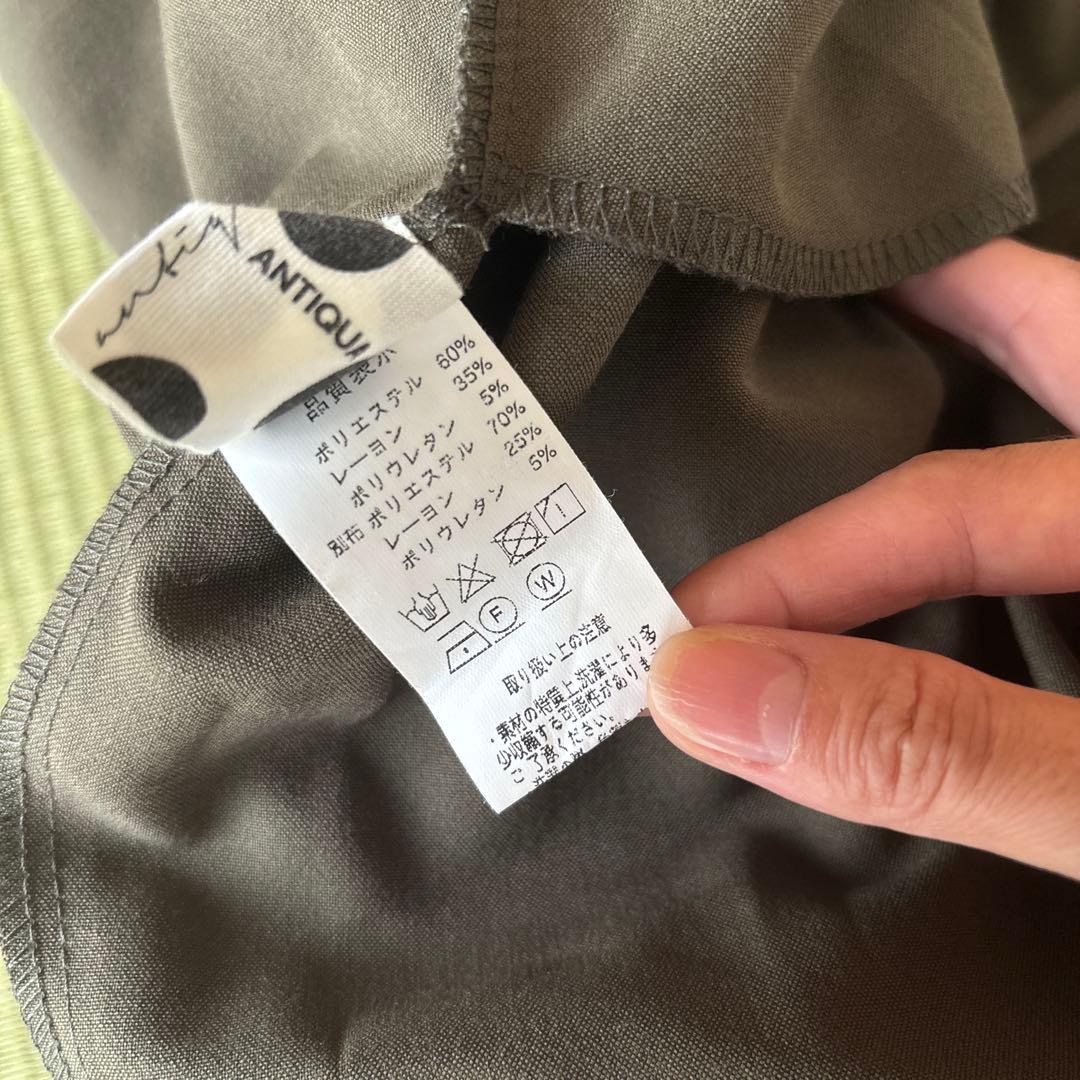 antiq
ANTIQU
品質表示
ポリエステル 60%
レーヨン 35%
ポリウレタン 5%
別布 ポリエステル 70%
レーヨン 25%
ポリウレタン 5%
F
W
取り扱い上の注意
・素材の特質上洗濯により多
少収縮する可能性がありま
ご了承ください。